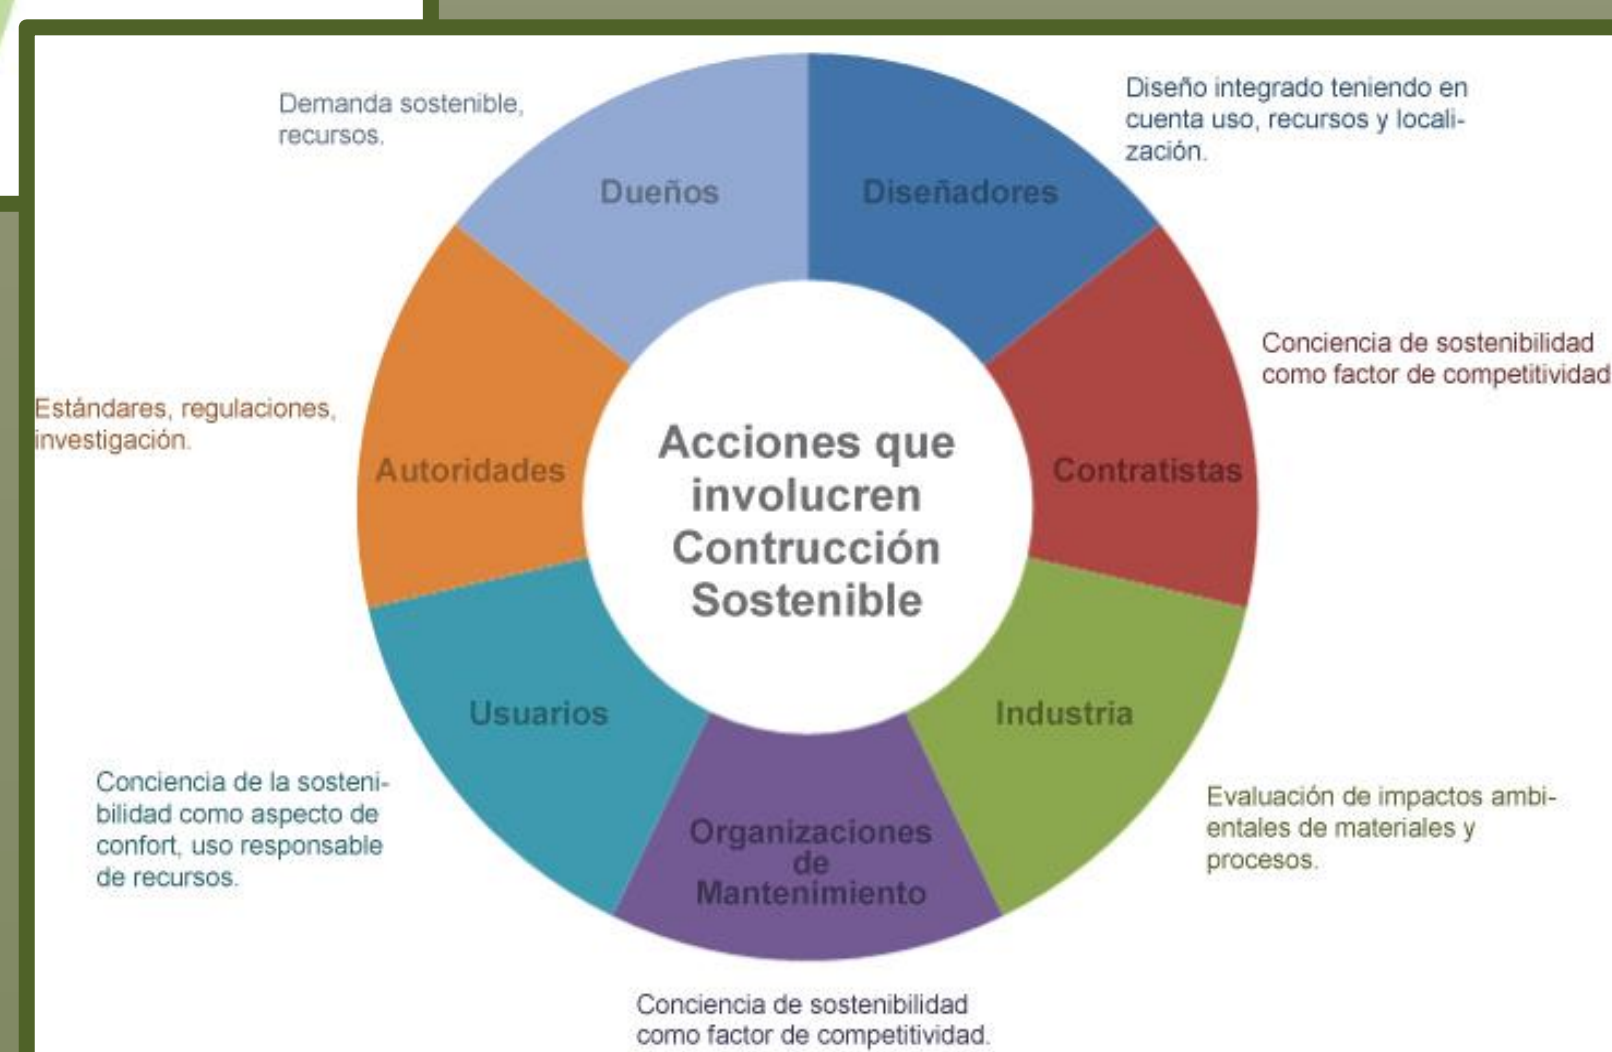 Demanda sostenible,
recursos.
Dueños
Diseñadores
Diseño integrado teniendo en
cuenta uso, recursos y locali-
zación.
Conciencia de sostenibilidad
como factor de competitividad
Contratistas
Estándares, regulaciones,
investigación.
Autoridades
Acciones que
involucren
Contrucción
Sostenible
Usuarios
Industria
Conciencia de la sosteni-
bilidad como aspecto de
confort, uso responsable
de recursos.
Organizaciones
de
Mantenimiento
Evaluación de impactos ambi-
entales de materiales y
procesos.
Conciencia de sostenibilidad
como factor de competitividad.